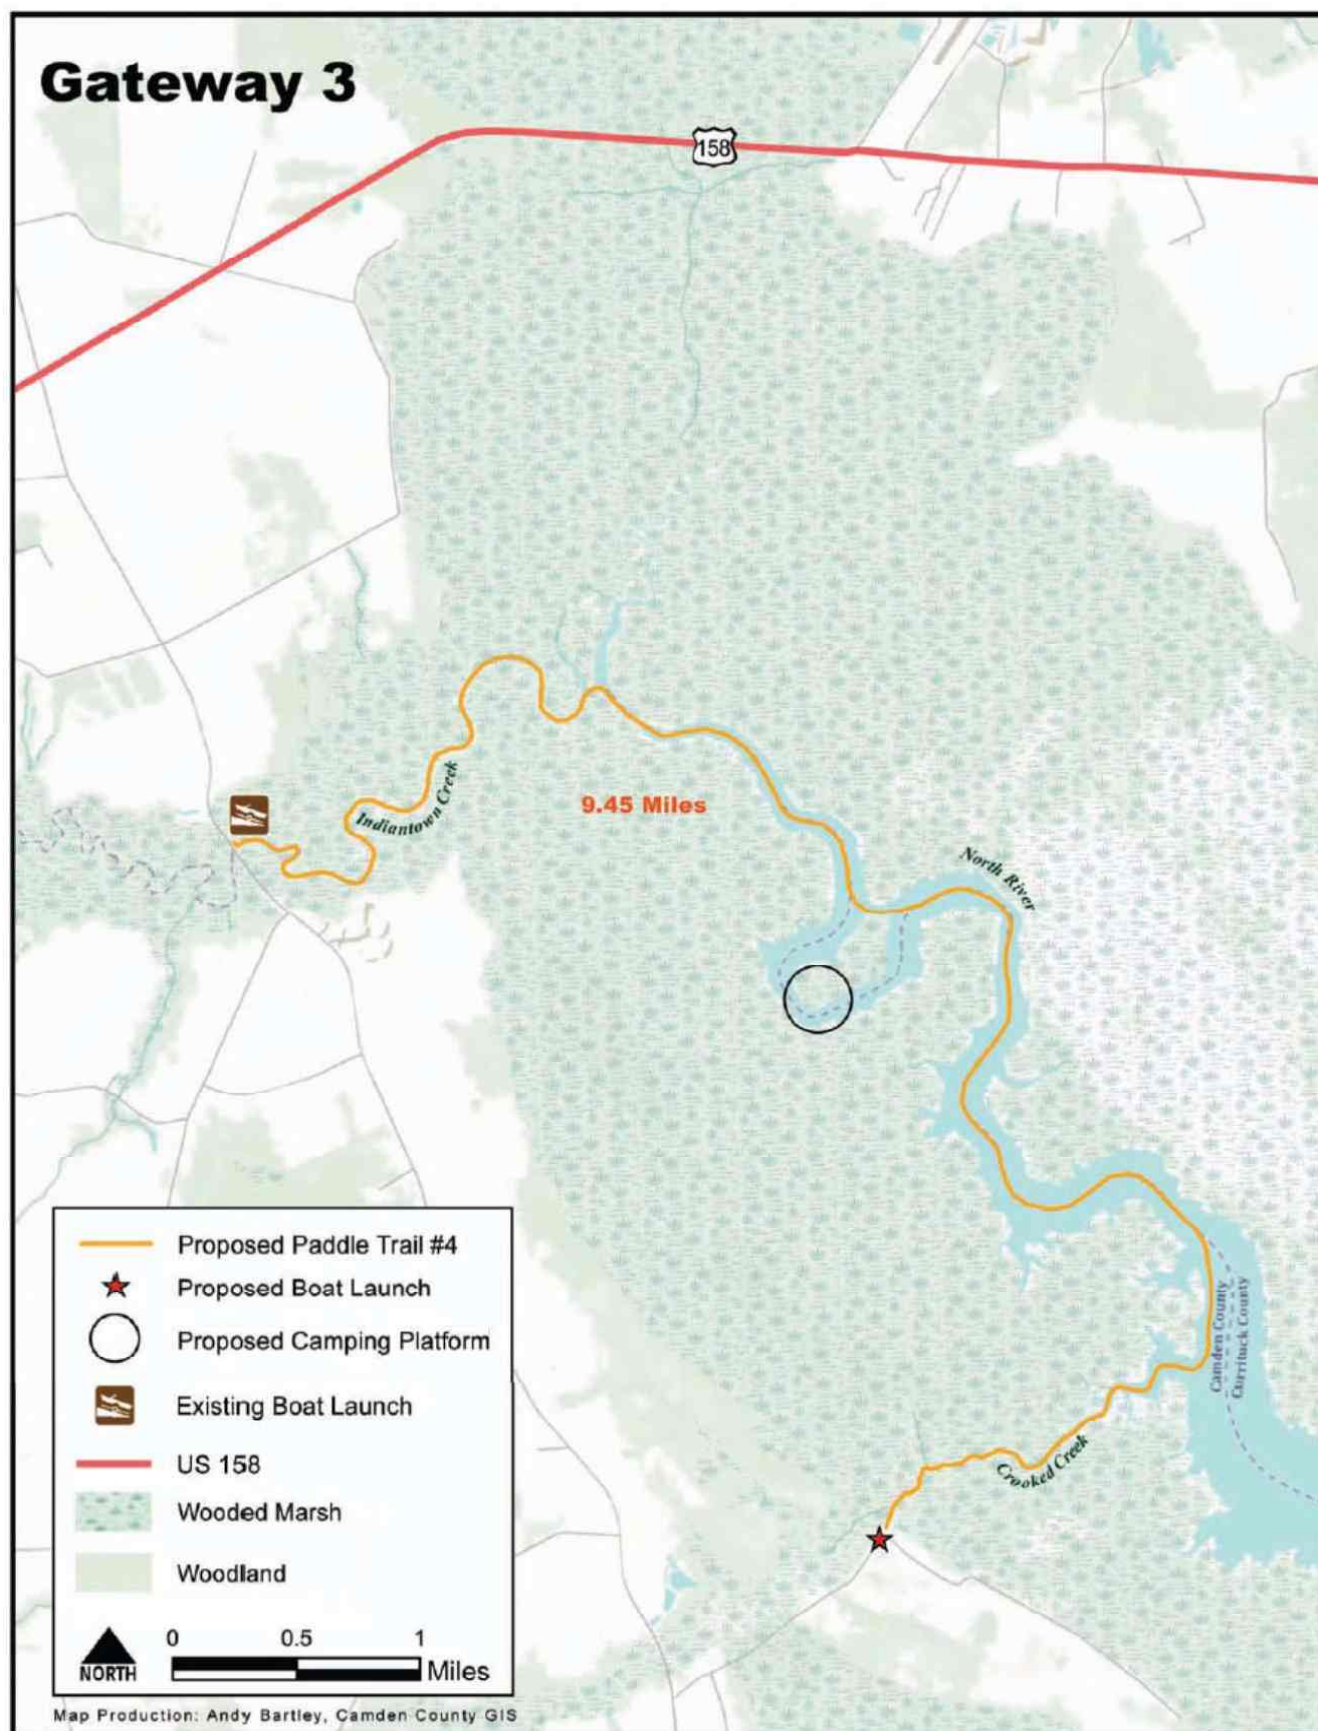 Gateway 3
158
Indiantown Creek
9.45 Miles
North River
Camden County
Currituck County
Crooked Creek
Proposed Paddle Trail #4
Proposed Boat Launch
Proposed Camping Platform
Existing Boat Launch
US 158
Wooded Marsh
Woodland
NORTH
0 0.5 1
Miles
Map Production: Andy Bartley, Camden County GIS